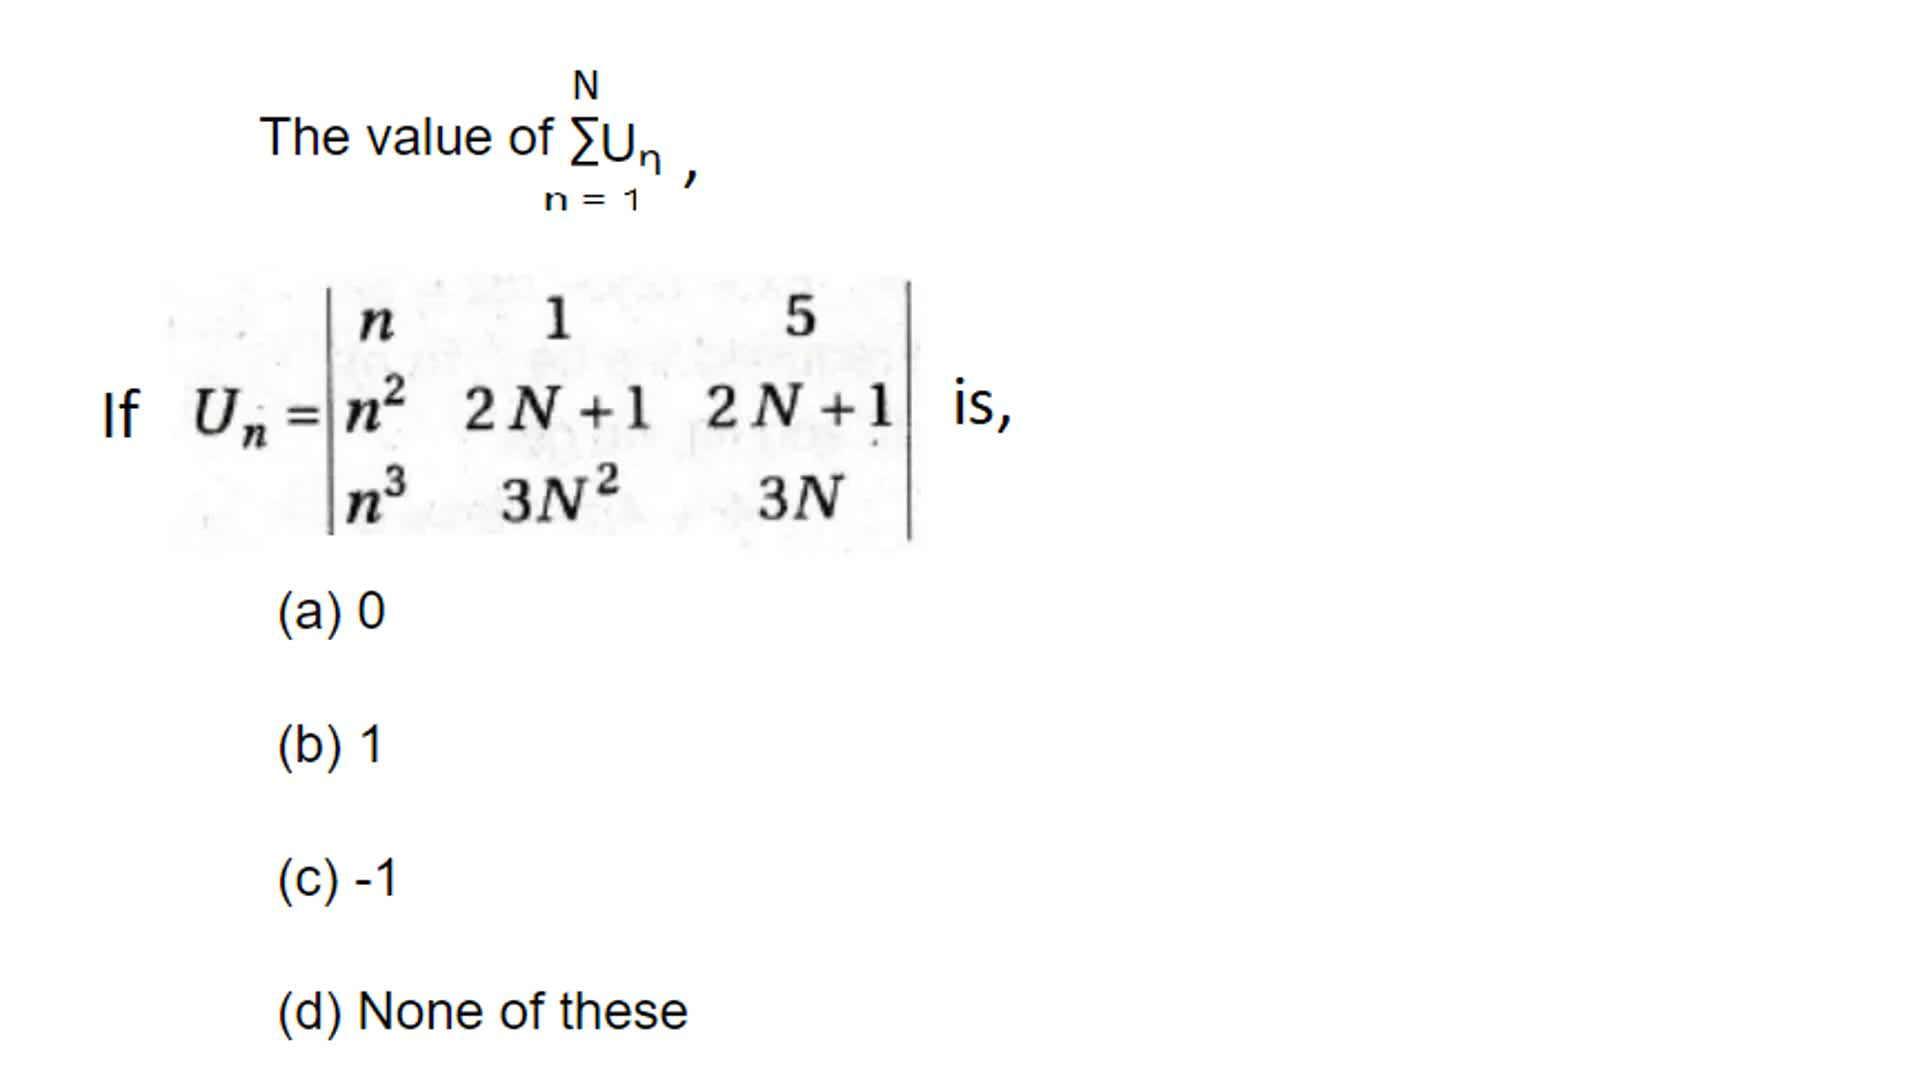 N
The value of ∑Uη ,
n = 1
n 1 5
If Un = n² 2N+1 2N+1 is,
n³ 3N² 3N
(a) 0
(b) 1
(c) -1
(d) None of these